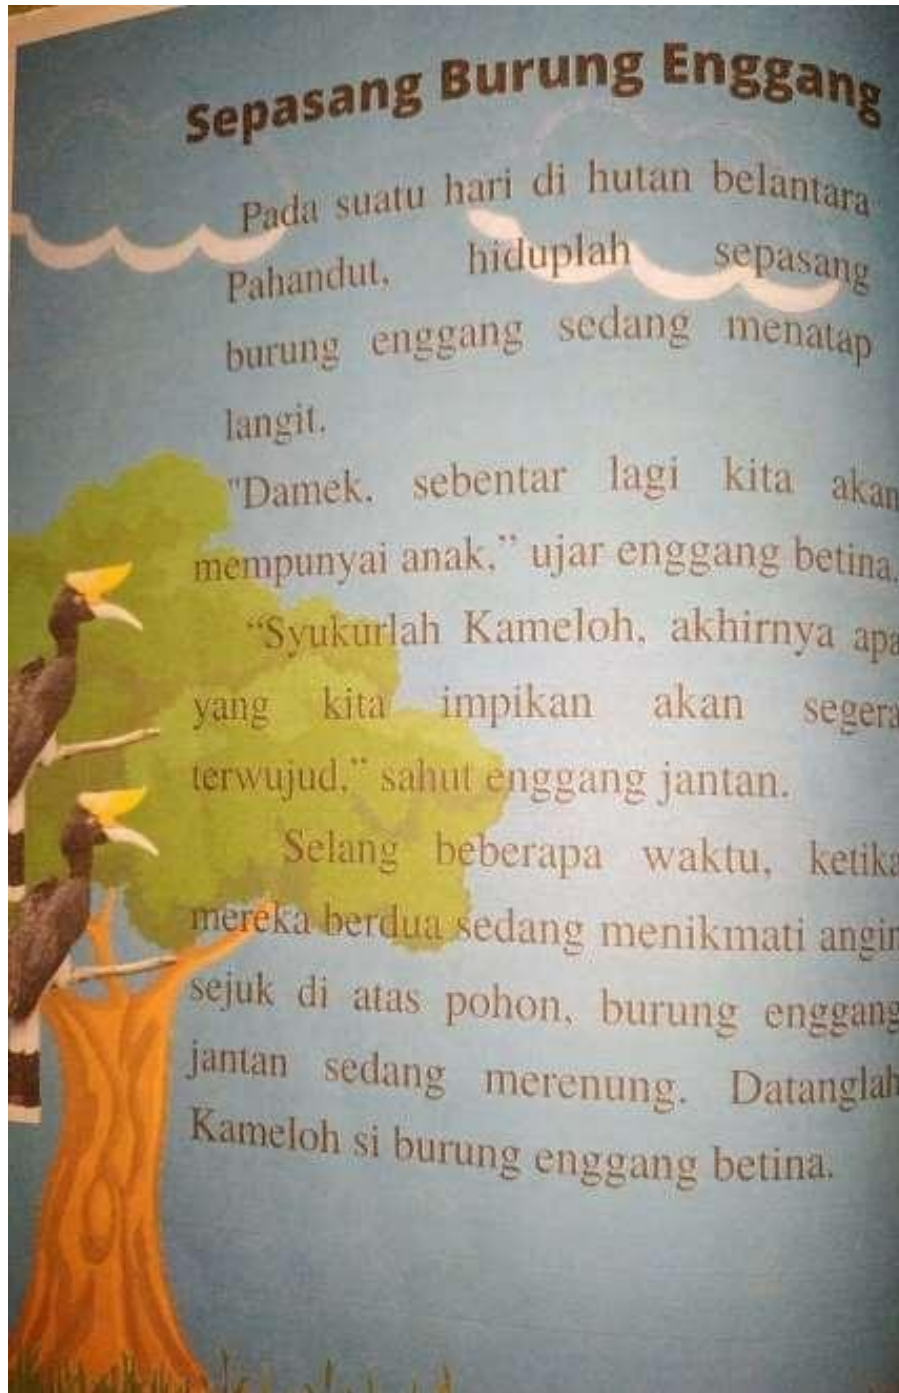 Sepasang Burung Enggang
Pada suatu hari di hutan belantara
Pahandut, hiduplah sepasang
burung enggang sedang menatap
langit.
"Damek, sebentar lagi kita akan
mempunyai anak,” ujar enggang betina.
“Syukurlah Kameloh, akhirnya apa
yang kita impikan akan segera
terwujud,” sahut enggang jantan.
Selang beberapa waktu, ketika
mereka berdua sedang menikmati angin
sejuk di atas pohon, burung enggang
jantan sedang merenung. Datanglah
Kameloh si burung enggang betina.